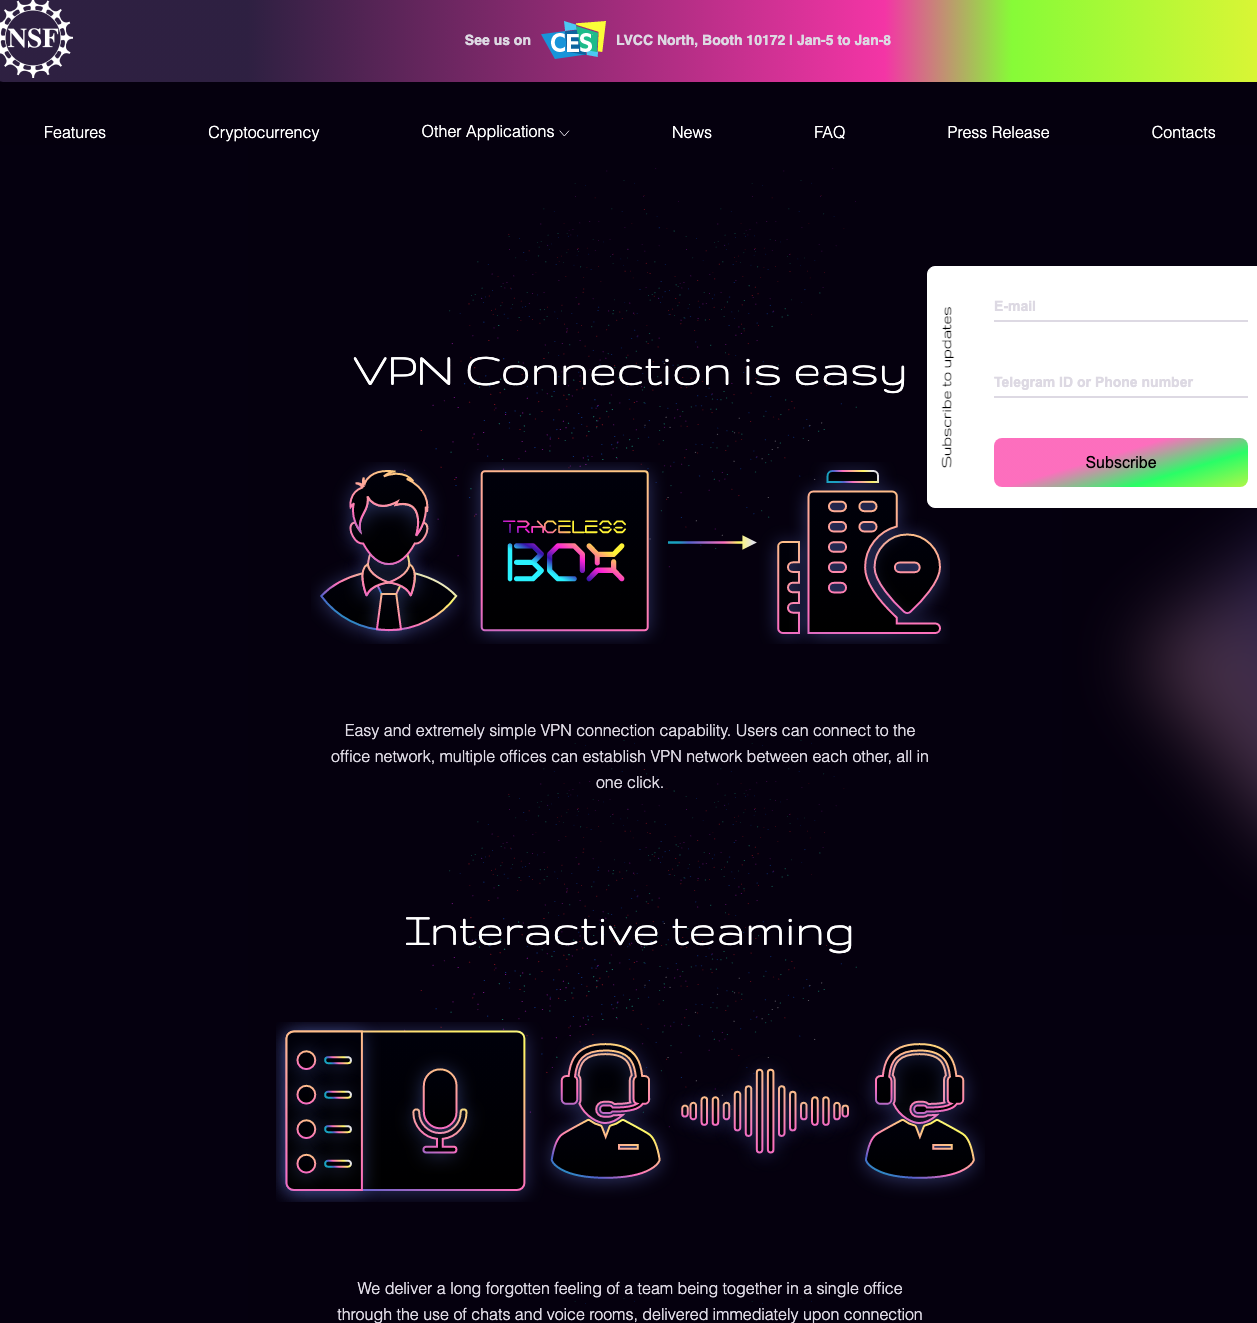 NSF
See us on CES LVCC North, Booth 10172 | Jan-5 to Jan-8
Features Cryptocurrency Other Applications News FAQ Press Release Contacts
Subscribe to updates
E-mail
Telegram ID or Phone number
Subscribe
VPN Connection is easy
TRACELESS
BOX
Easy and extremely simple VPN connection capability. Users can connect to the
office network, multiple offices can establish VPN network between each other, all in
one click.
Interactive teaming
We deliver a long forgotten feeling of a team being together in a single office
through the use of chats and voice rooms, delivered immediately upon connection